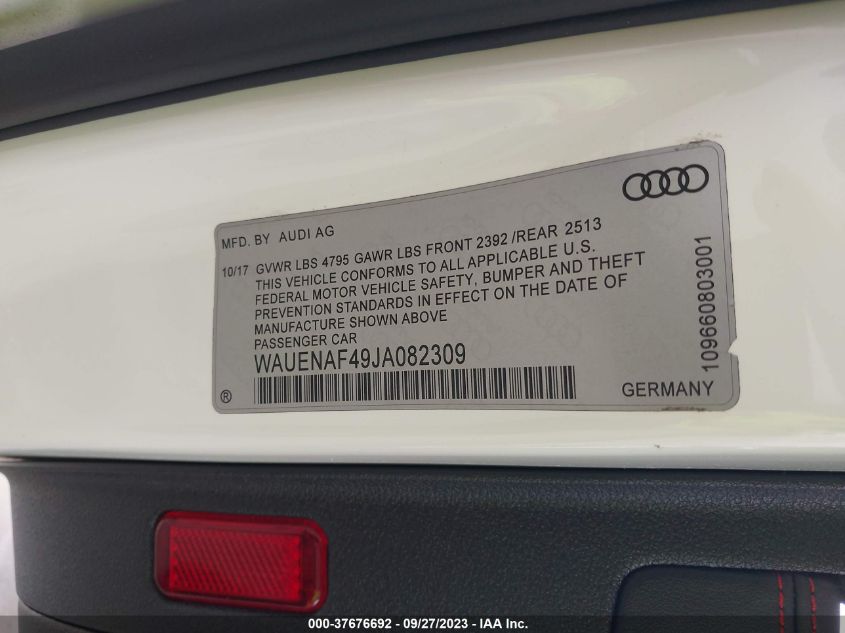 MFD. BY AUDI AG
10/17 GVWR LBS 4795 GAWR LBS FRONT 2392 /REAR 2513
THIS VEHICLE CONFORMS TO ALL APPLICABLE U.S.
FEDERAL MOTOR VEHICLE SAFETY, BUMPER AND THEFT
PREVENTION STANDARDS IN EFFECT ON THE DATE OF
MANUFACTURE SHOWN ABOVE
PASSENGER CAR
WAUENAF49JA082309
®
GERMANY
109660803001
000-37676692 - 09/27/2023 - IAA Inc.